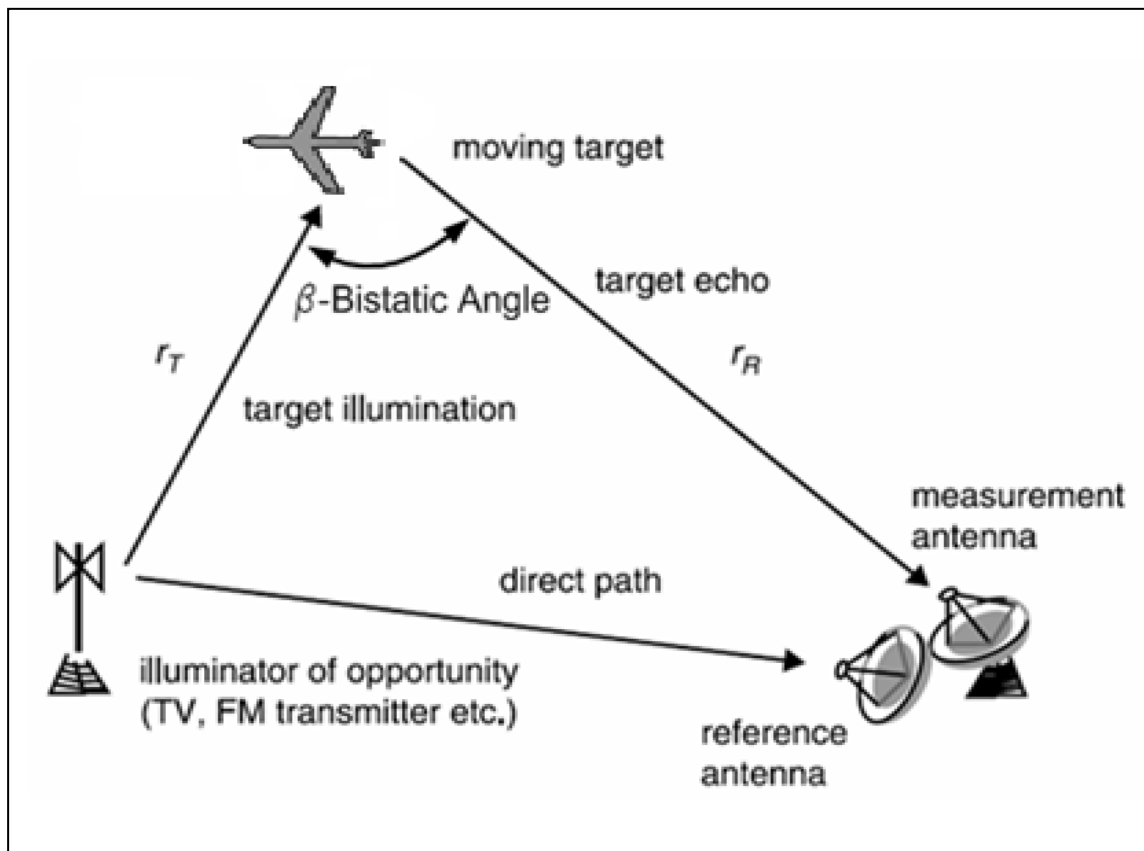 moving target
target echo
β-Bistatic Angle
r_T
r_R
target illumination
measurement
antenna
direct path
illuminator of opportunity
(TV, FM transmitter etc.)
reference
antenna